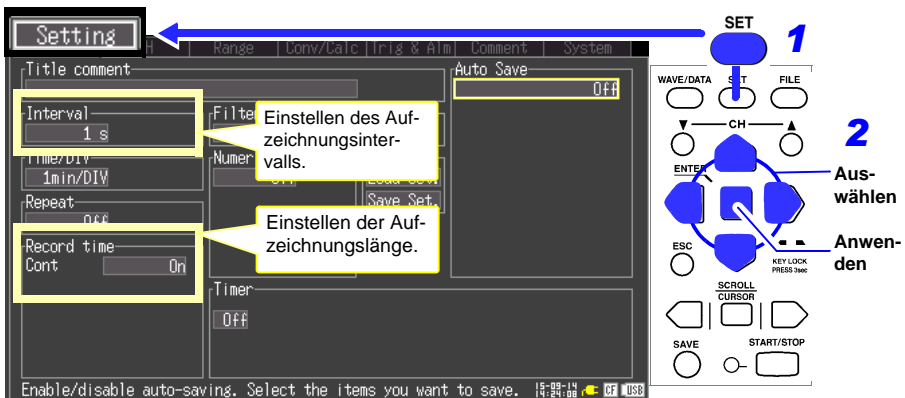 Setting
Range | Conv/Calc | Trig & Alm | Comment | System
Title comment
Auto Save
Off
Interval
1 s
Einstellen des Auf-
zeichnungsinter-
valls.
Time/DIV
1min/DIV
Numer
Save Set.
Repeat
Off
Einstellen der Auf-
zeichnungslänge.
Record time
Cont On
Timer
Off
Enable/disable auto-saving. Select the items you want to save.
CF USB
SET
1
WAVE/DATA SET FILE
CH
2
ENTER
Aus-
wählen
Anwen-
den
ESC
KEY LOCK
PRESS 3sec
SCROLL
CURSOR
SAVE
START/STOP